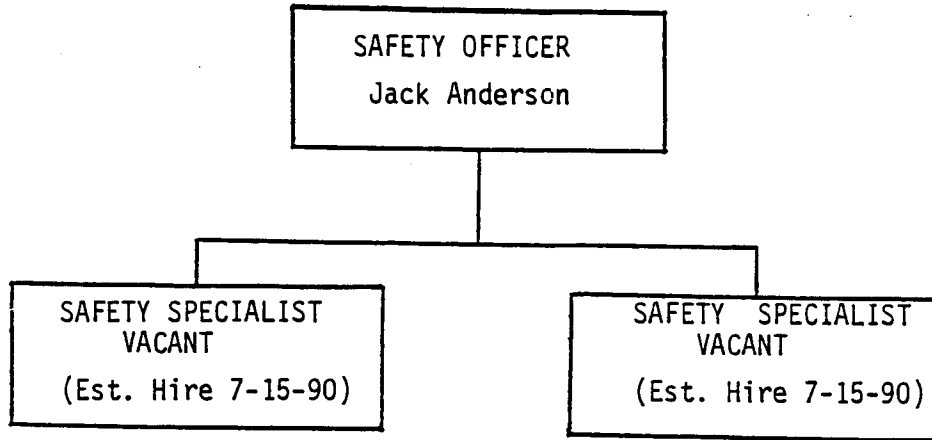 SAFETY OFFICER
Jack Anderson
SAFETY SPECIALIST
VACANT
(Est. Hire 7-15-90)
SAFETY SPECIALIST
VACANT
(Est. Hire 7-15-90)